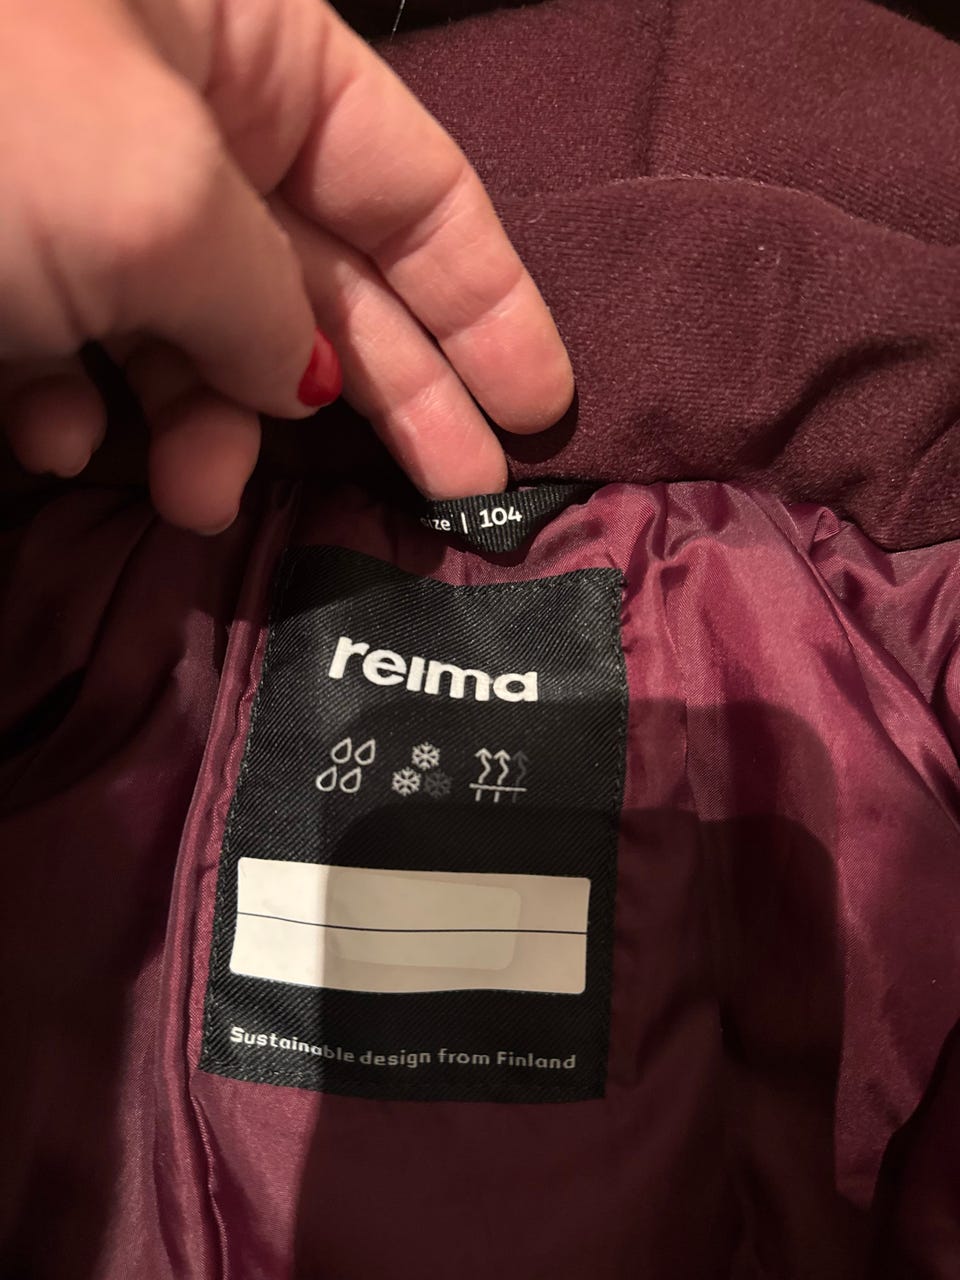 size | 104
reima
Sustainable design from Finland